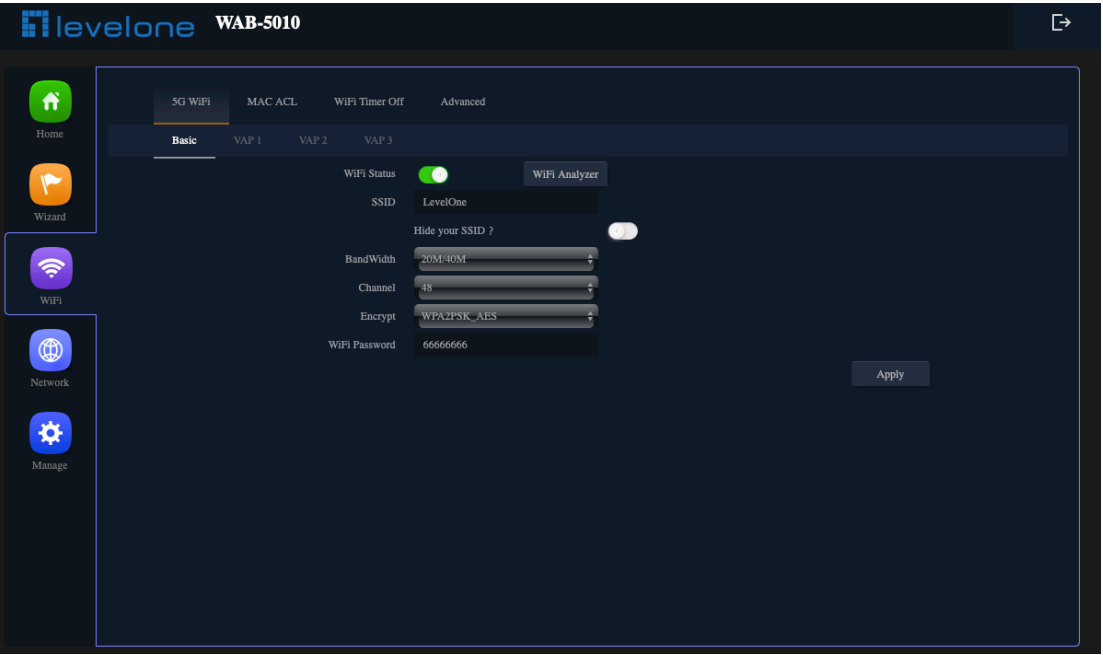 levelone WAB-5010
5G WiFi MAC ACL WiFi Timer Off Advanced
Basic VAP 1 VAP 2 VAP 3
Home
Wizard
WiFi
Network
Manage
WiFi Status WiFi Analyzer
SSID LevelOne
Hide your SSID ?
BandWidth 20M/40M
Channel 48
Encrypt WPA2PSK_AES
WiFi Password 66666666
Apply